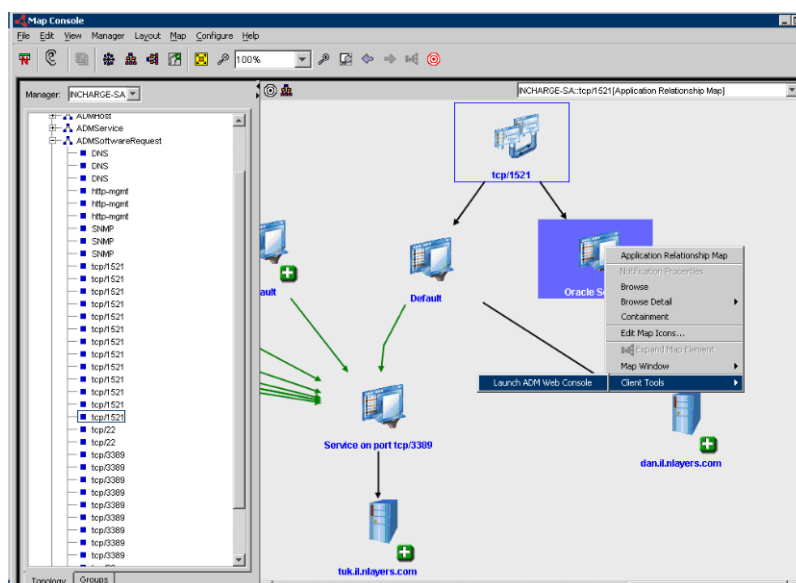 Map Console
File Edit View Manager Layout Map Configure Help
100%
Manager: INCHARGE-SA
INCHARGE-SA::tcp/1521[Application Relationship Map]
ADMHost
ADMService
ADMSoftwareRequest
DNS
DNS
DNS
http-mgmt
http-mgmt
http-mgmt
SNMP
SNMP
SNMP
tcp/1521
tcp/1521
tcp/1521
tcp/1521
tcp/1521
tcp/1521
tcp/1521
tcp/1521
tcp/1521
tcp/1521
tcp/1521
tcp/1521
tcp/1521
tcp/22
tcp/22
tcp/3389
tcp/3389
tcp/3389
tcp/3389
tcp/3389
tcp/3389
tcp/3389
tcp/3389
tcp/3389
Topology Groups
tcp/1521
ault
Default
Oracle Se
Application Relationship Map
Notification Properties
Browse
Browse Detail
Containment
Edit Map Icons...
Expand Map Element
Map Window
Client Tools
Launch ADM Web Console
Service on port tcp/3389
dan.il.nlayers.com
tuk.il.nlayers.com